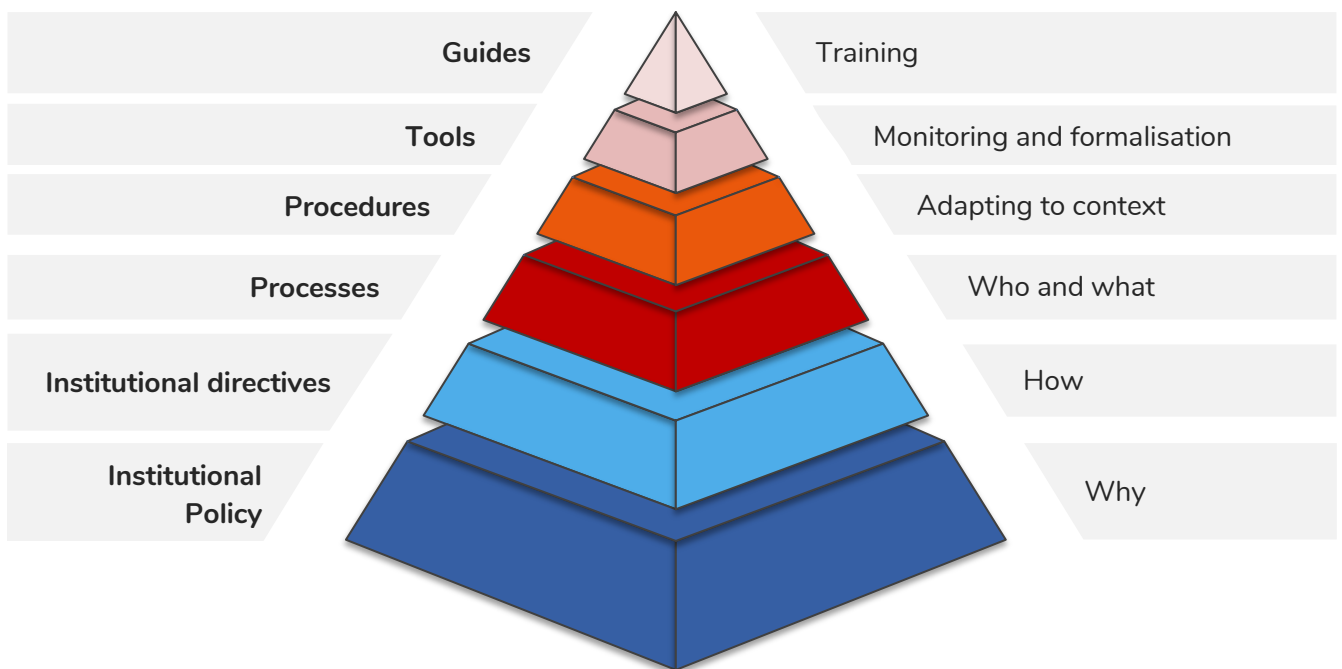 Guides
Training
Tools
Monitoring and formalisation
Procedures
Adapting to context
Processes
Who and what
Institutional directives
How
Institutional
Policy
Why